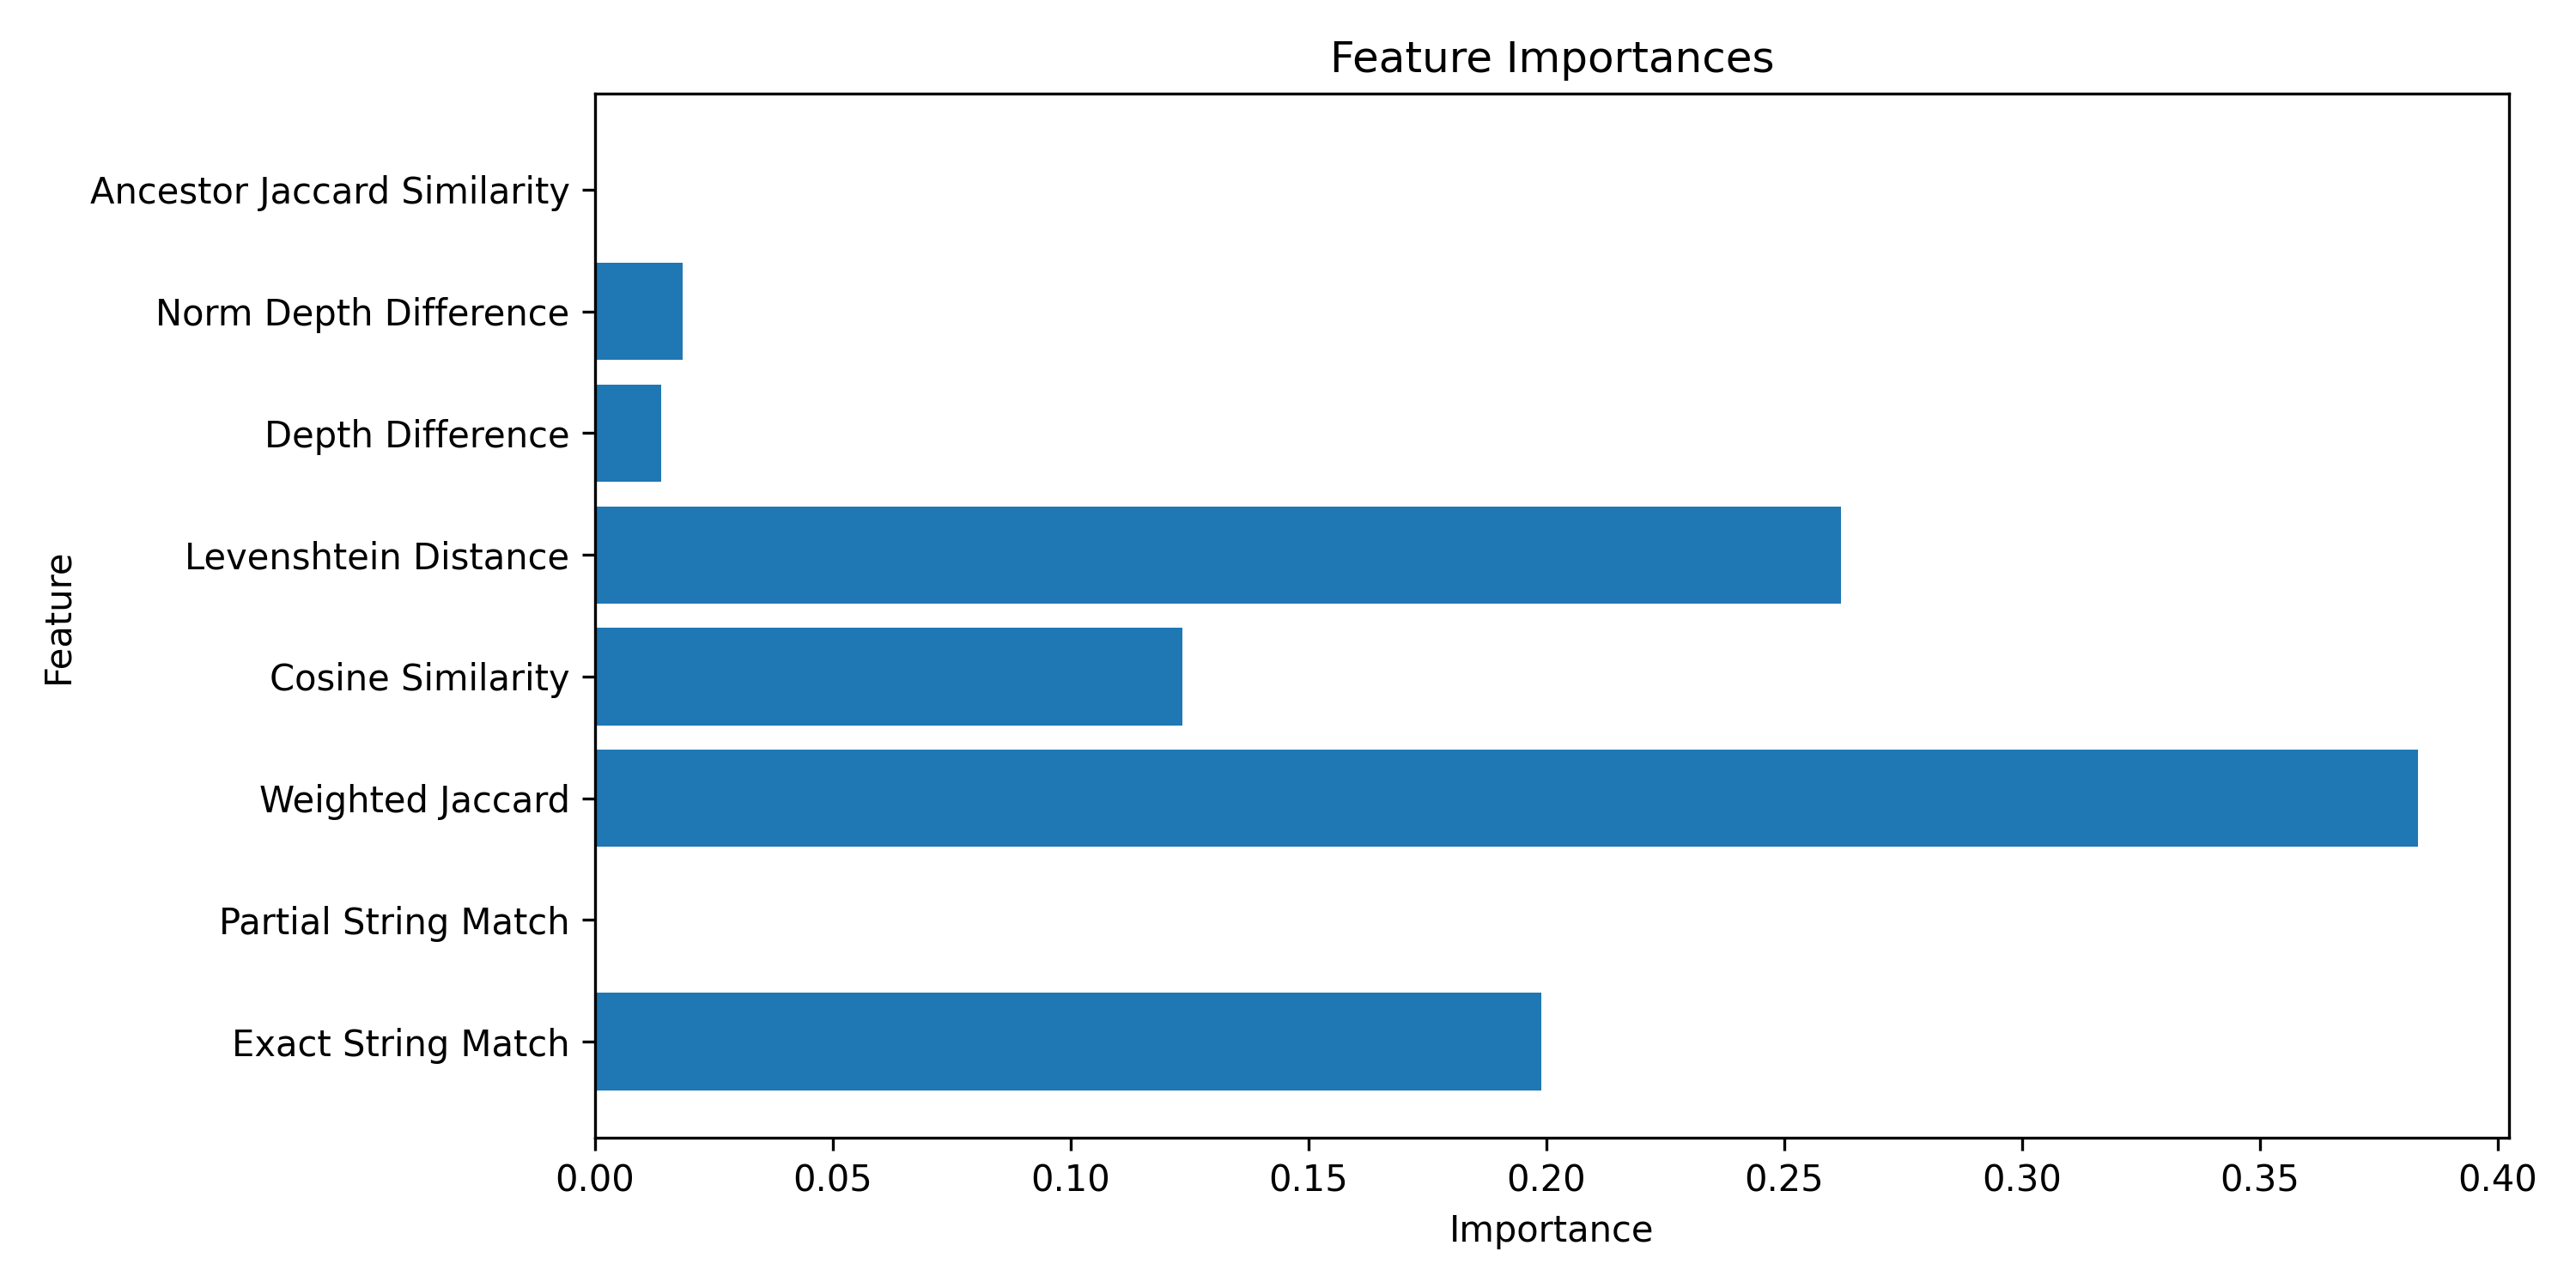 Feature Importances
Ancestor Jaccard Similarity
Norm Depth Difference
Depth Difference
Levenshtein Distance
Cosine Similarity
Weighted Jaccard
Partial String Match
Exact String Match
Feature
0.00 0.05 0.10 0.15 0.20 0.25 0.30 0.35 0.40
Importance